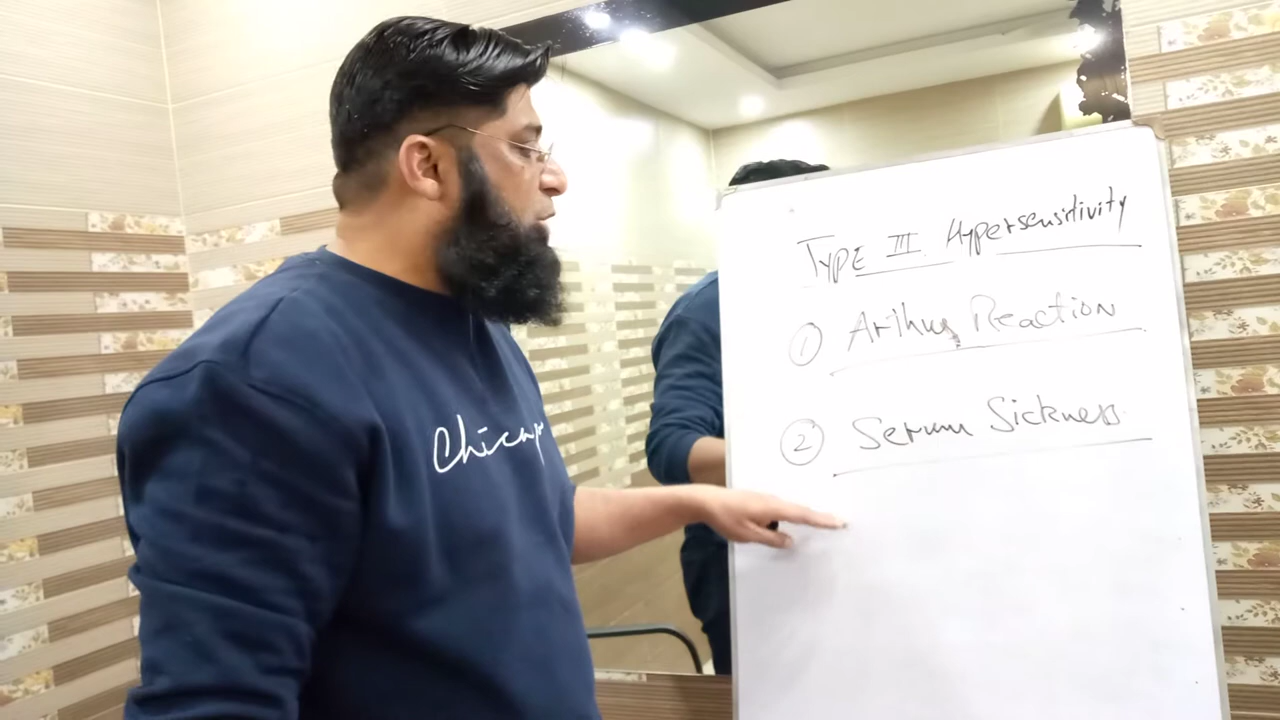 Chicago
TYPE III Hypersensitivity
1 Arthus Reaction
2 Serum Sickness